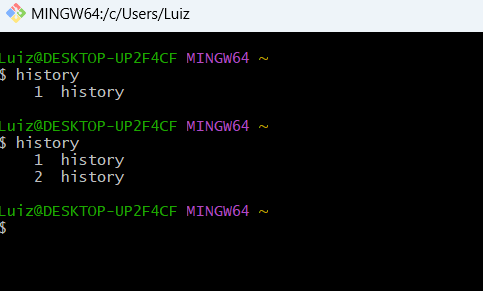 MINGW64:/c/Users/Luiz
Luiz@DESKTOP-UP2F4CF MINGW64 ~
$ history
1 history
Luiz@DESKTOP-UP2F4CF MINGW64 ~
$ history
1 history
2 history
Luiz@DESKTOP-UP2F4CF MINGW64 ~
$